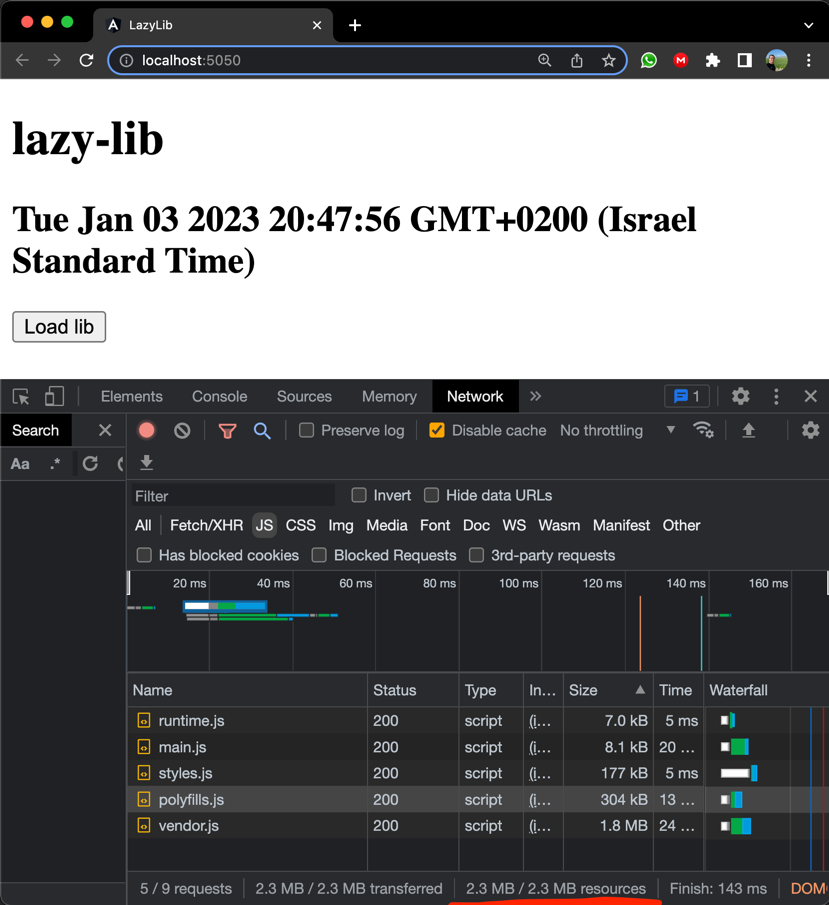 LazyLib
localhost:5050
lazy-lib
Tue Jan 03 2023 20:47:56 GMT+0200 (Israel
Standard Time)
Load lib
Elements Console Sources Memory Network 1
Search
Preserve log Disable cache No throttling
Aa .*
Filter Invert Hide data URLs
All Fetch/XHR JS CSS Img Media Font Doc WS Wasm Manifest Other
Has blocked cookies Blocked Requests 3rd-party requests
20 ms 40 ms 60 ms 80 ms 100 ms 120 ms 140 ms 160 ms
Name Status Type In... Size Time Waterfall
runtime.js 200 script (i... 7.0 kB 5 ms
main.js 200 script (i... 8.1 kB 20 ...
styles.js 200 script (i... 177 kB 5 ms
polyfills.js 200 script (i... 304 kB 13 ...
vendor.js 200 script (i... 1.8 MB 24 ...
5 / 9 requests 2.3 MB / 2.3 MB transferred 2.3 MB / 2.3 MB resources Finish: 143 ms DOM